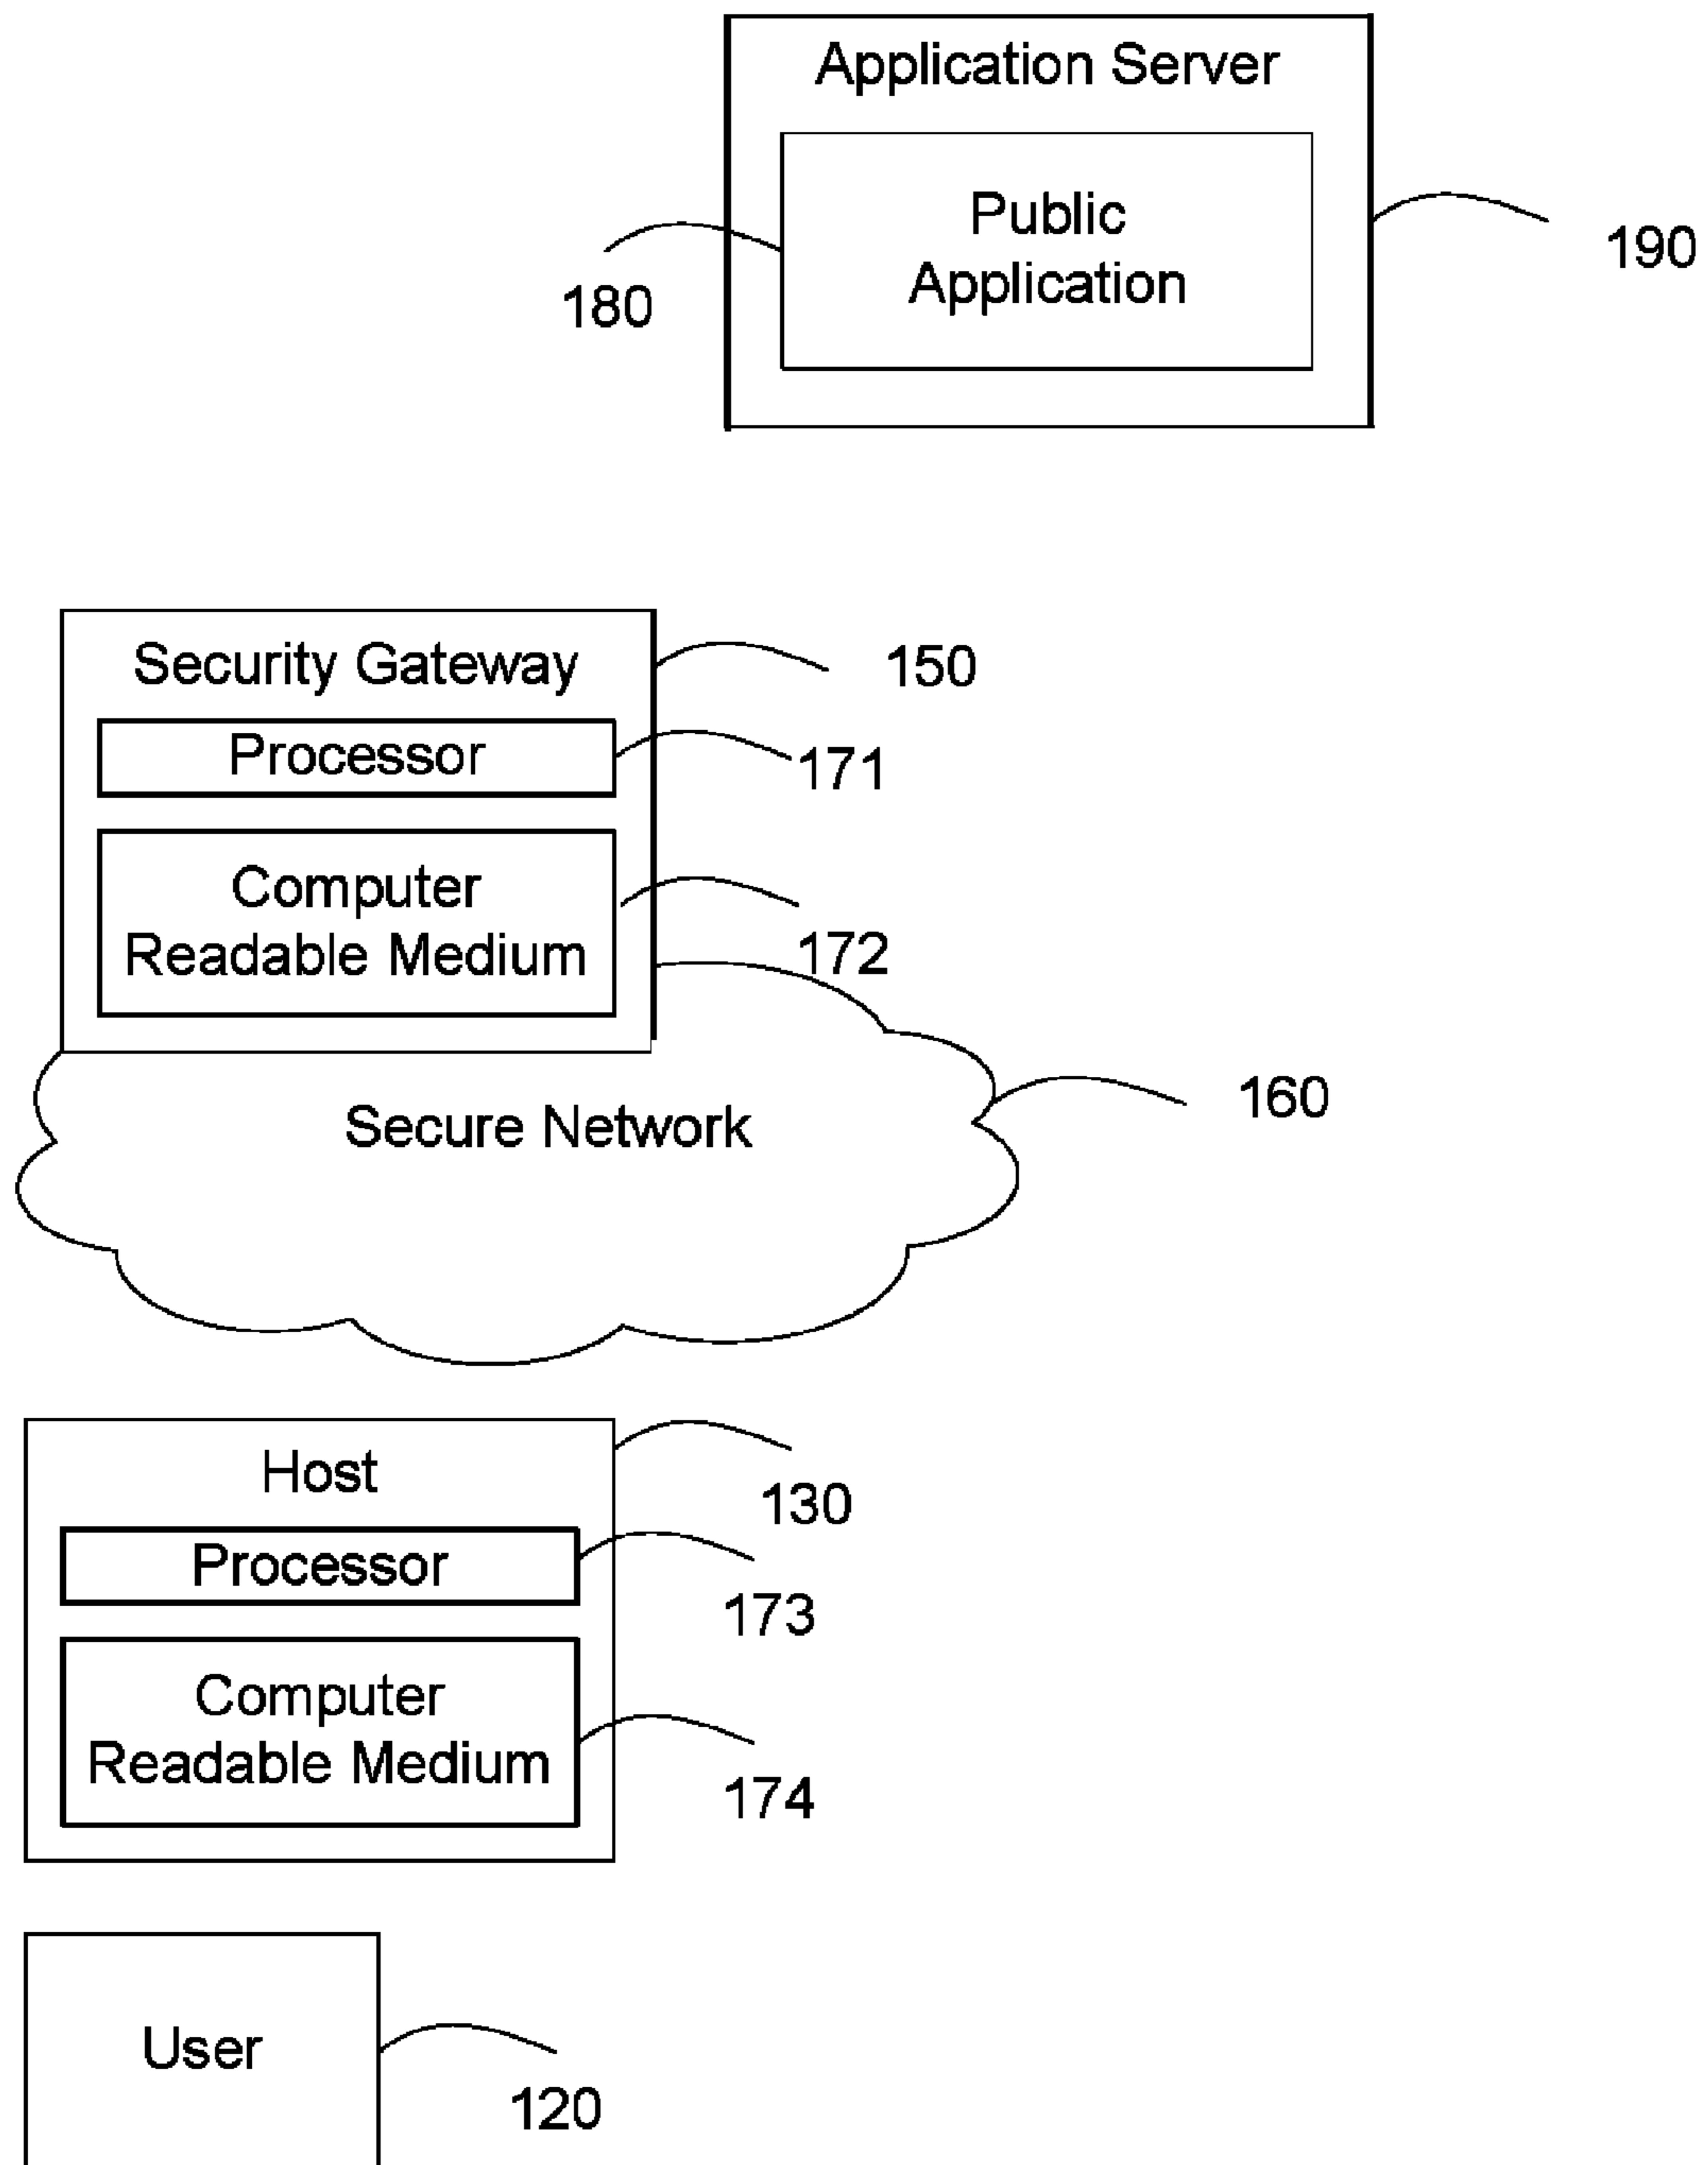 Application Server
Public
Application
180
190
Security Gateway
150
Processor
171
Computer
Readable Medium
172
Secure Network
160
Host
130
Processor
173
Computer
Readable Medium
174
User
120